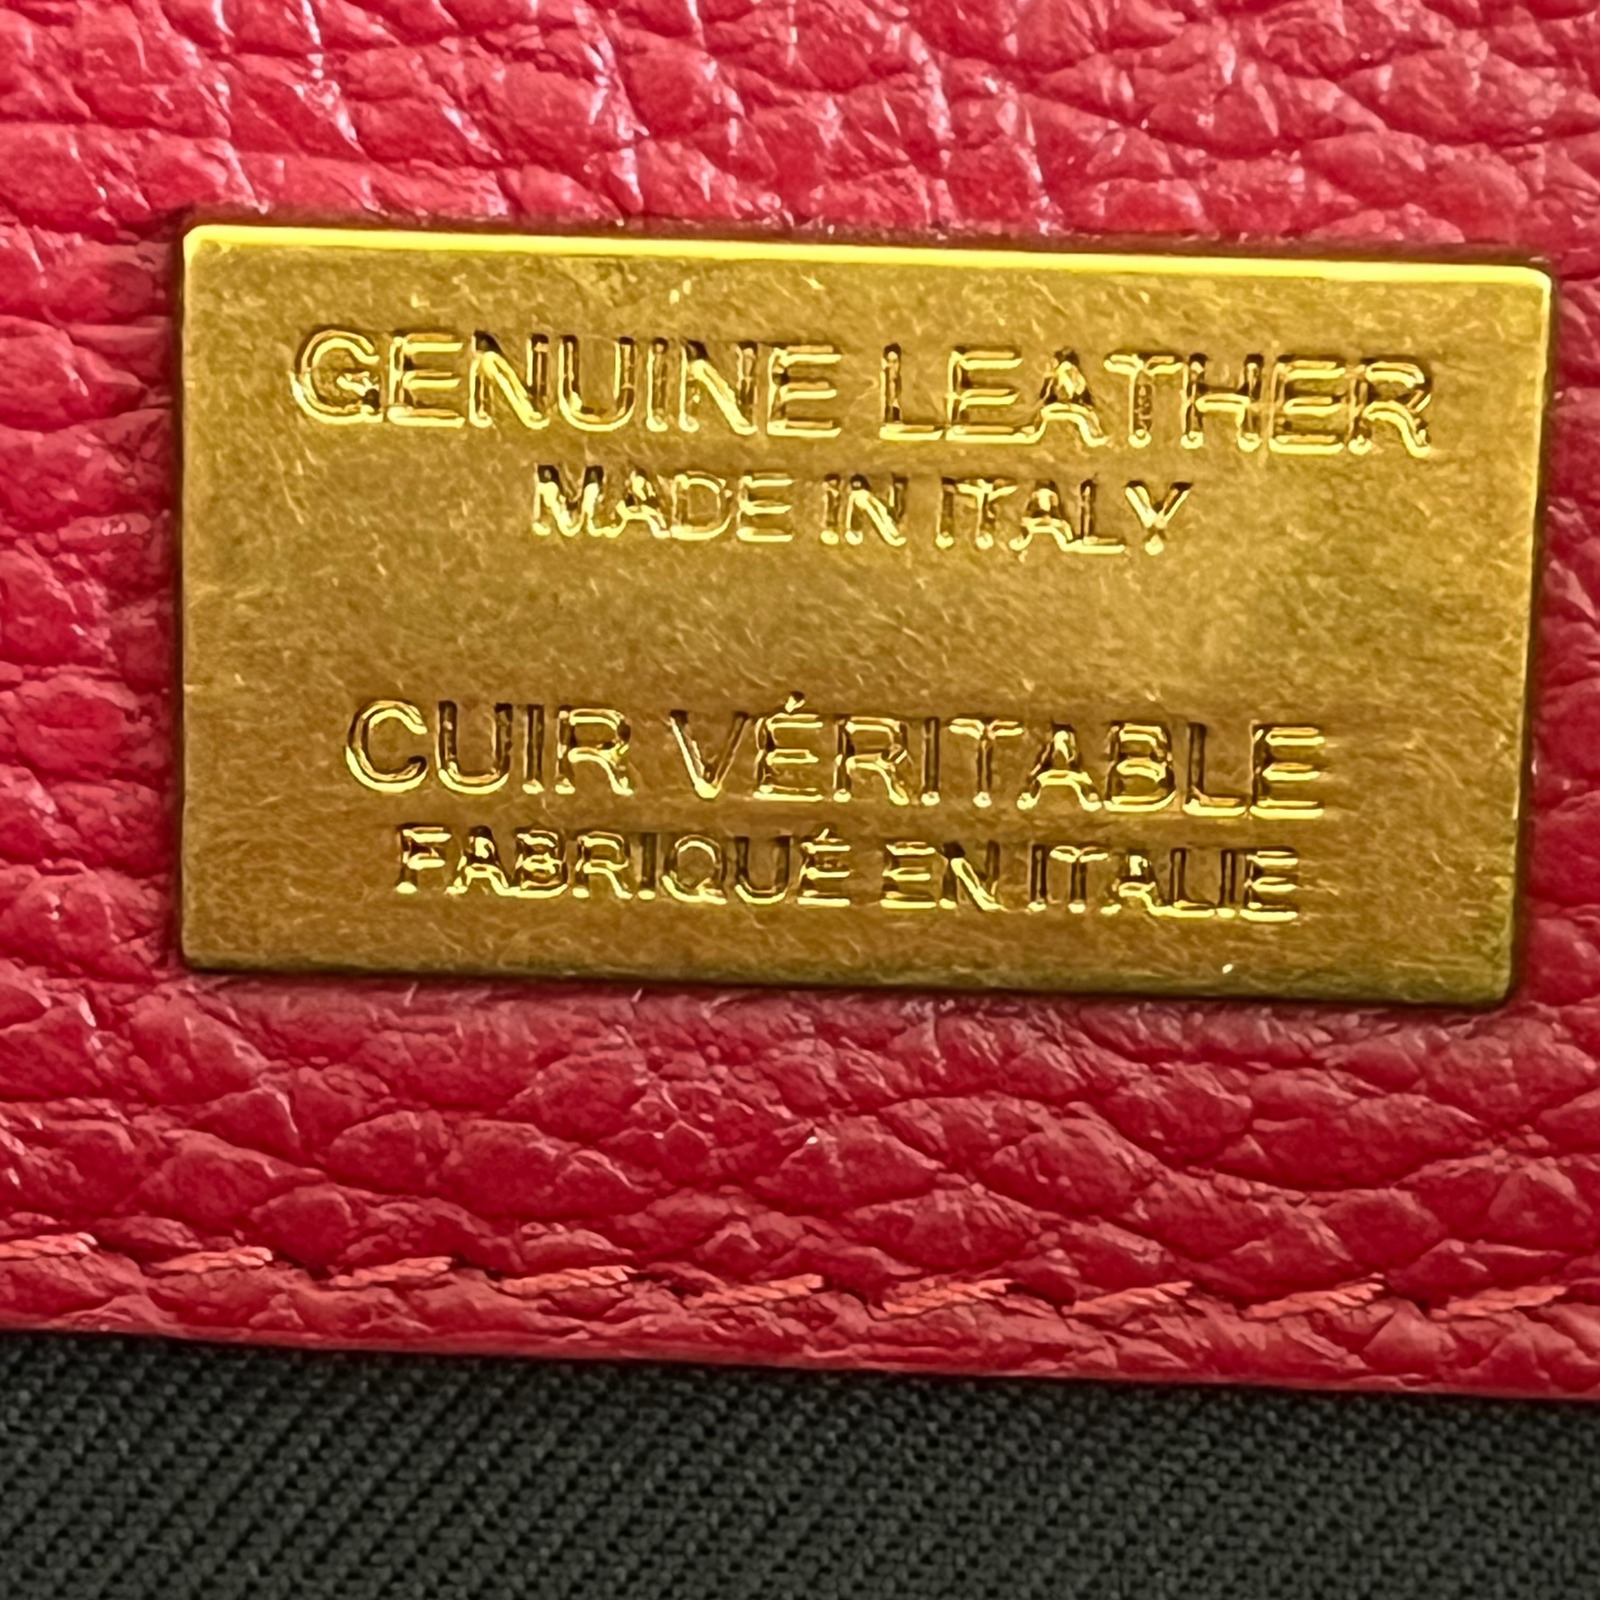 GENUINE LEATHER
MADE IN ITALY
CUIR VÉRITABLE
FABRIQUÉ EN ITALIE